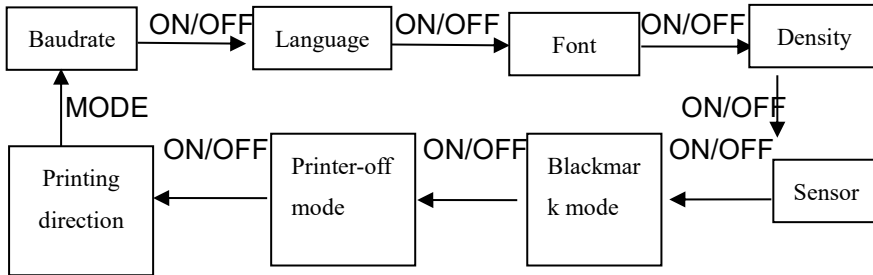 Baudrate
ON/OFF
Language
ON/OFF
Font
ON/OFF
Density
ON/OFF
MODE
Printing
direction
ON/OFF
Printer-off
mode
ON/OFF
Blackmar
k mode
ON/OFF
Sensor